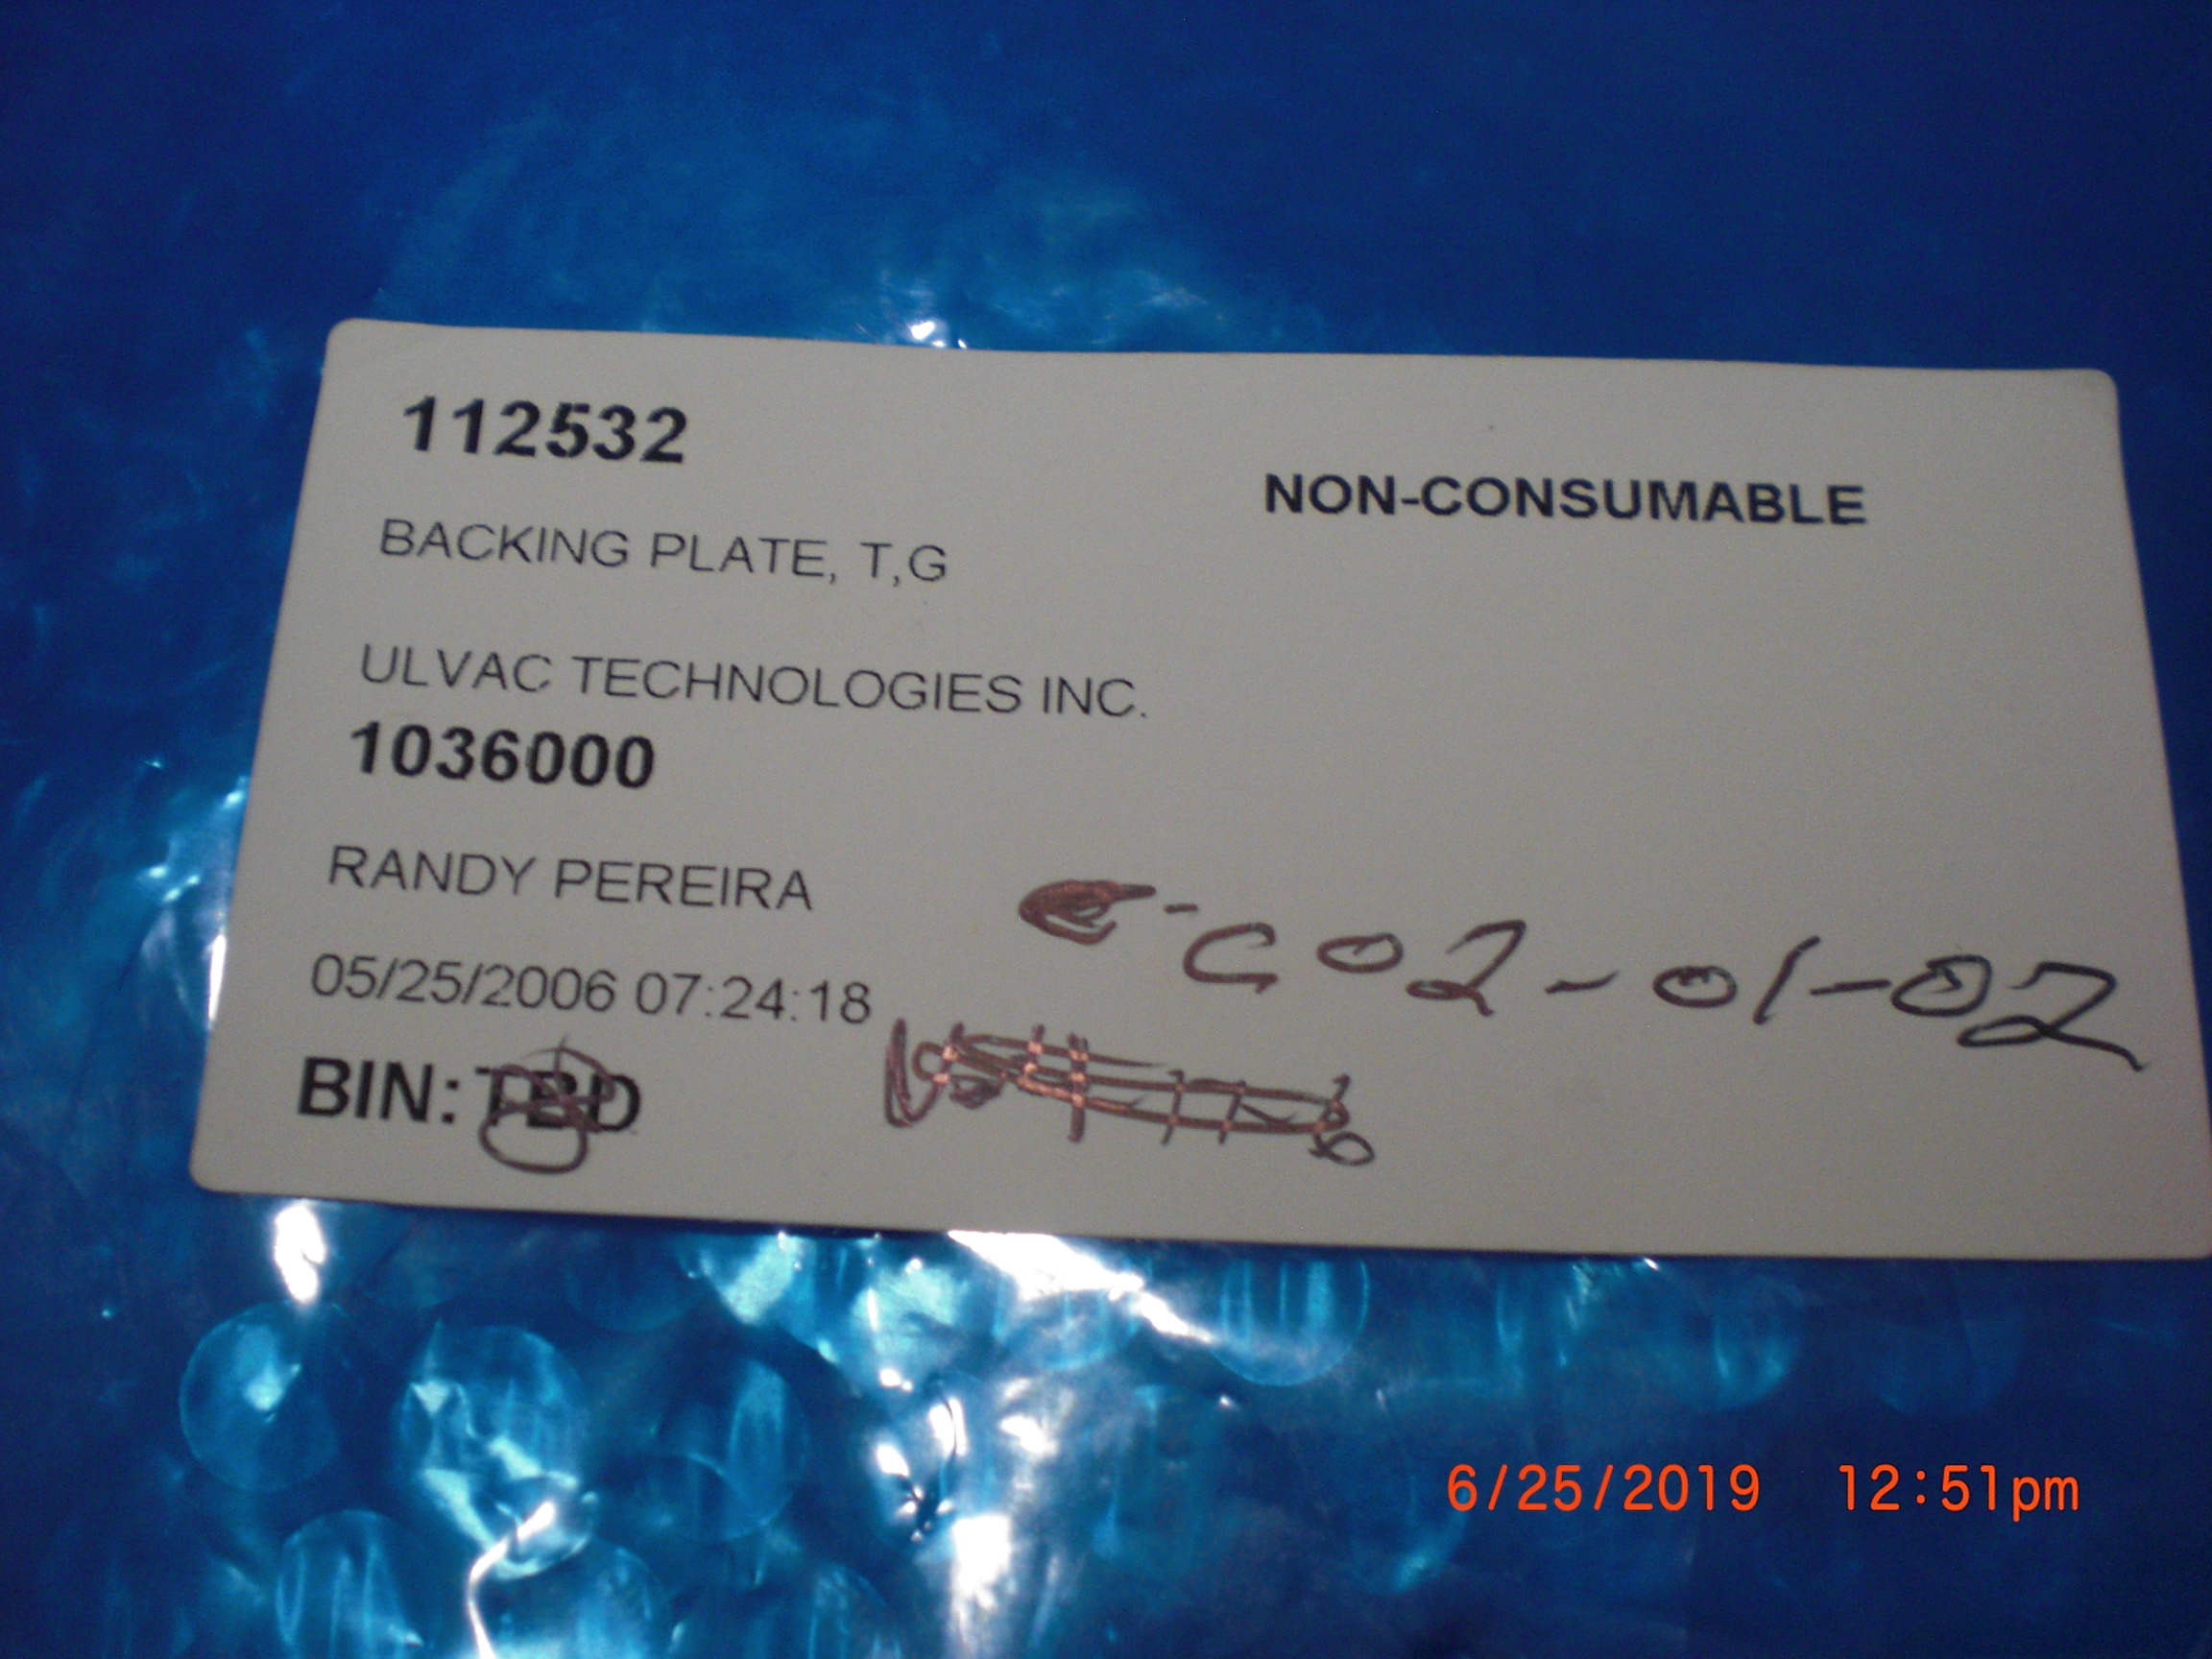 112532
NON-CONSUMABLE
BACKING PLATE, T,G
ULVAC TECHNOLOGIES INC.
1036000
RANDY PEREIRA
C02-01-02
05/25/2006 07:24:18
BIN: TBD
6/25/2019 12:51pm